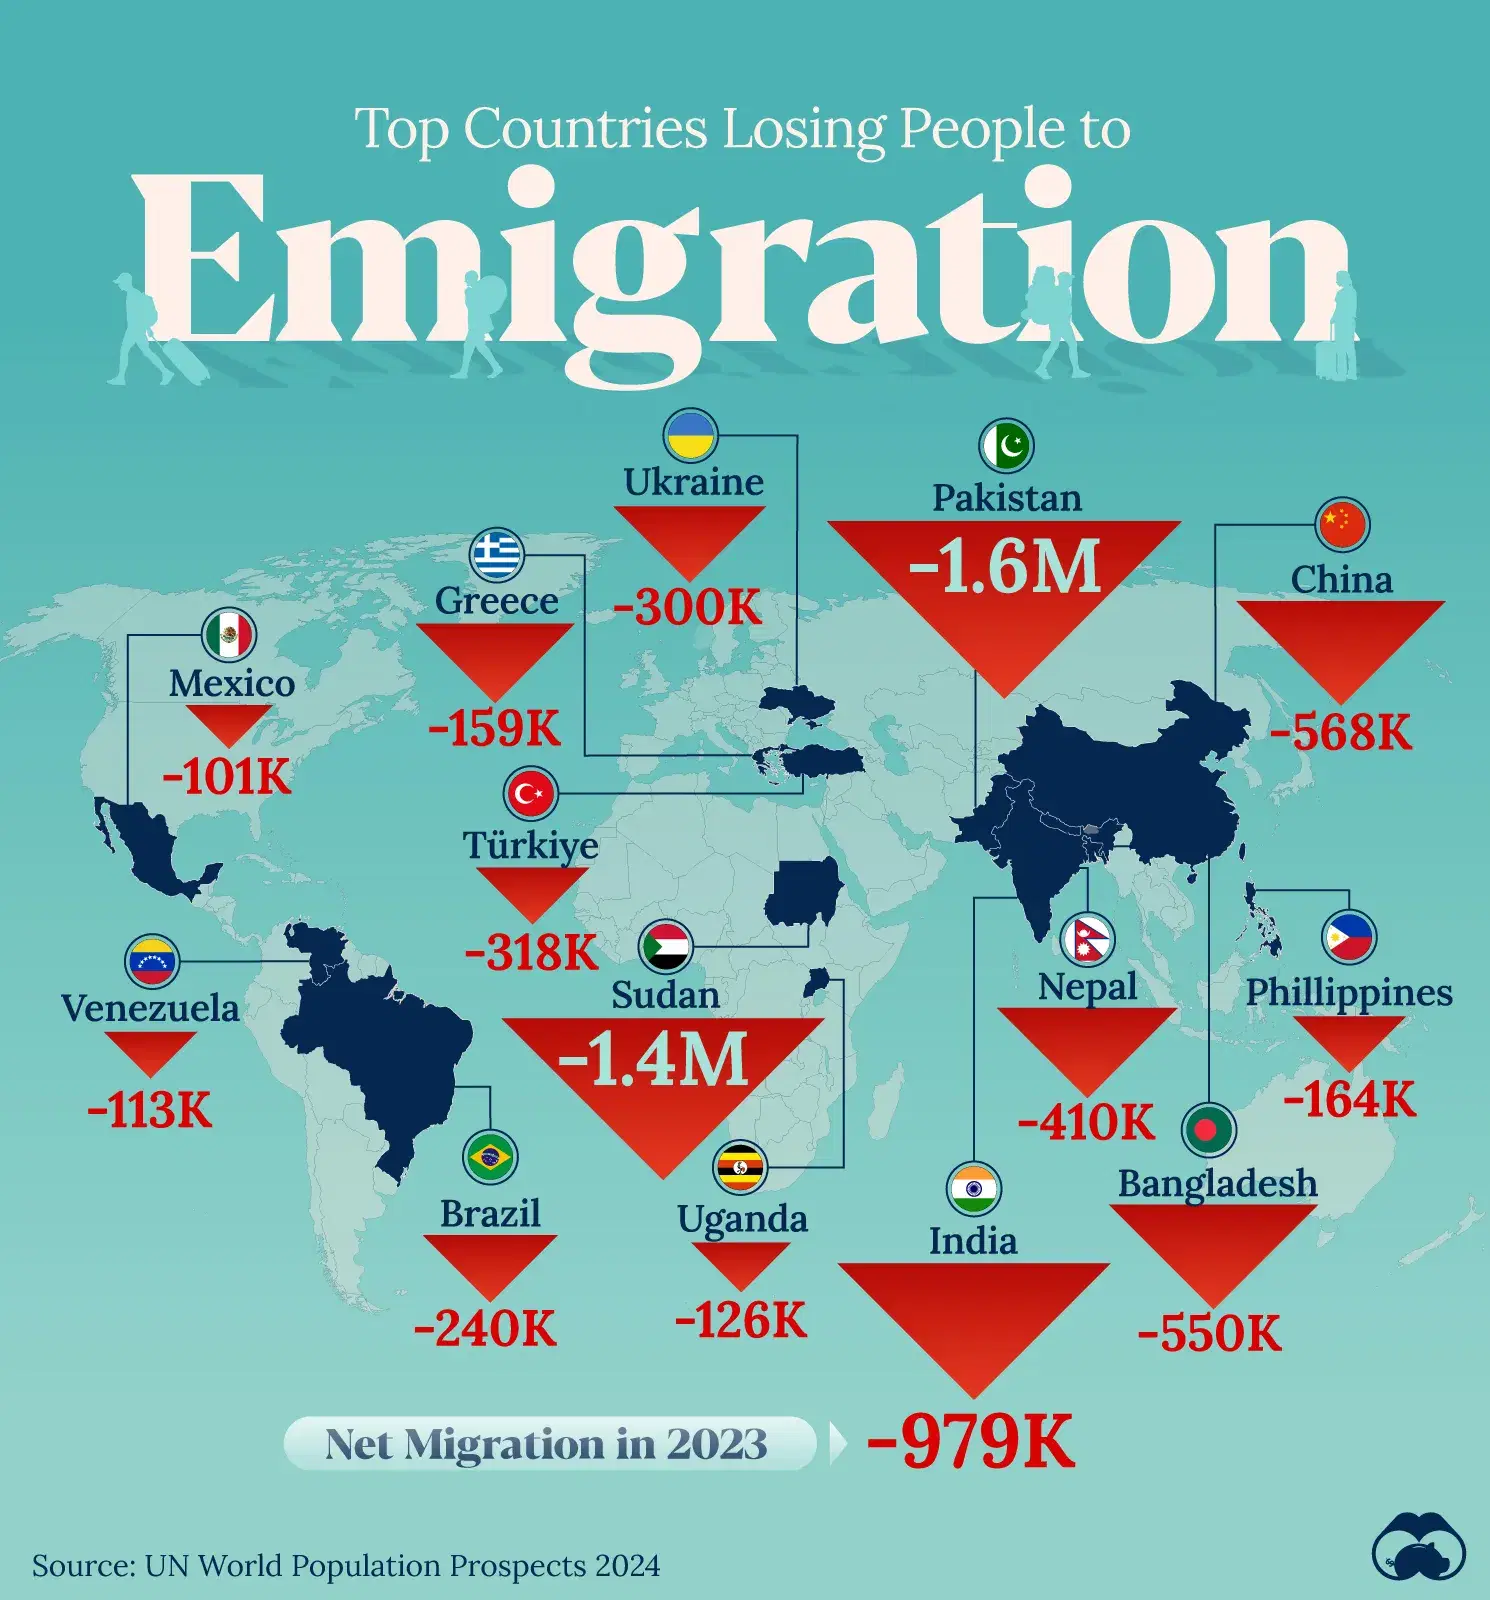 Top Countries Losing People to
Emigration
Ukraine
-300K
Pakistan
-1.6M
China
-568K
Greece
-159K
Mexico
-101K
Türkiye
-318K
Sudan
-1.4M
Venezuela
-113K
Nepal
-410K
Phillippines
-164K
Brazil
-240K
Uganda
-126K
India
-979K
Bangladesh
-550K
Net Migration in 2023
Source: UN World Population Prospects 2024